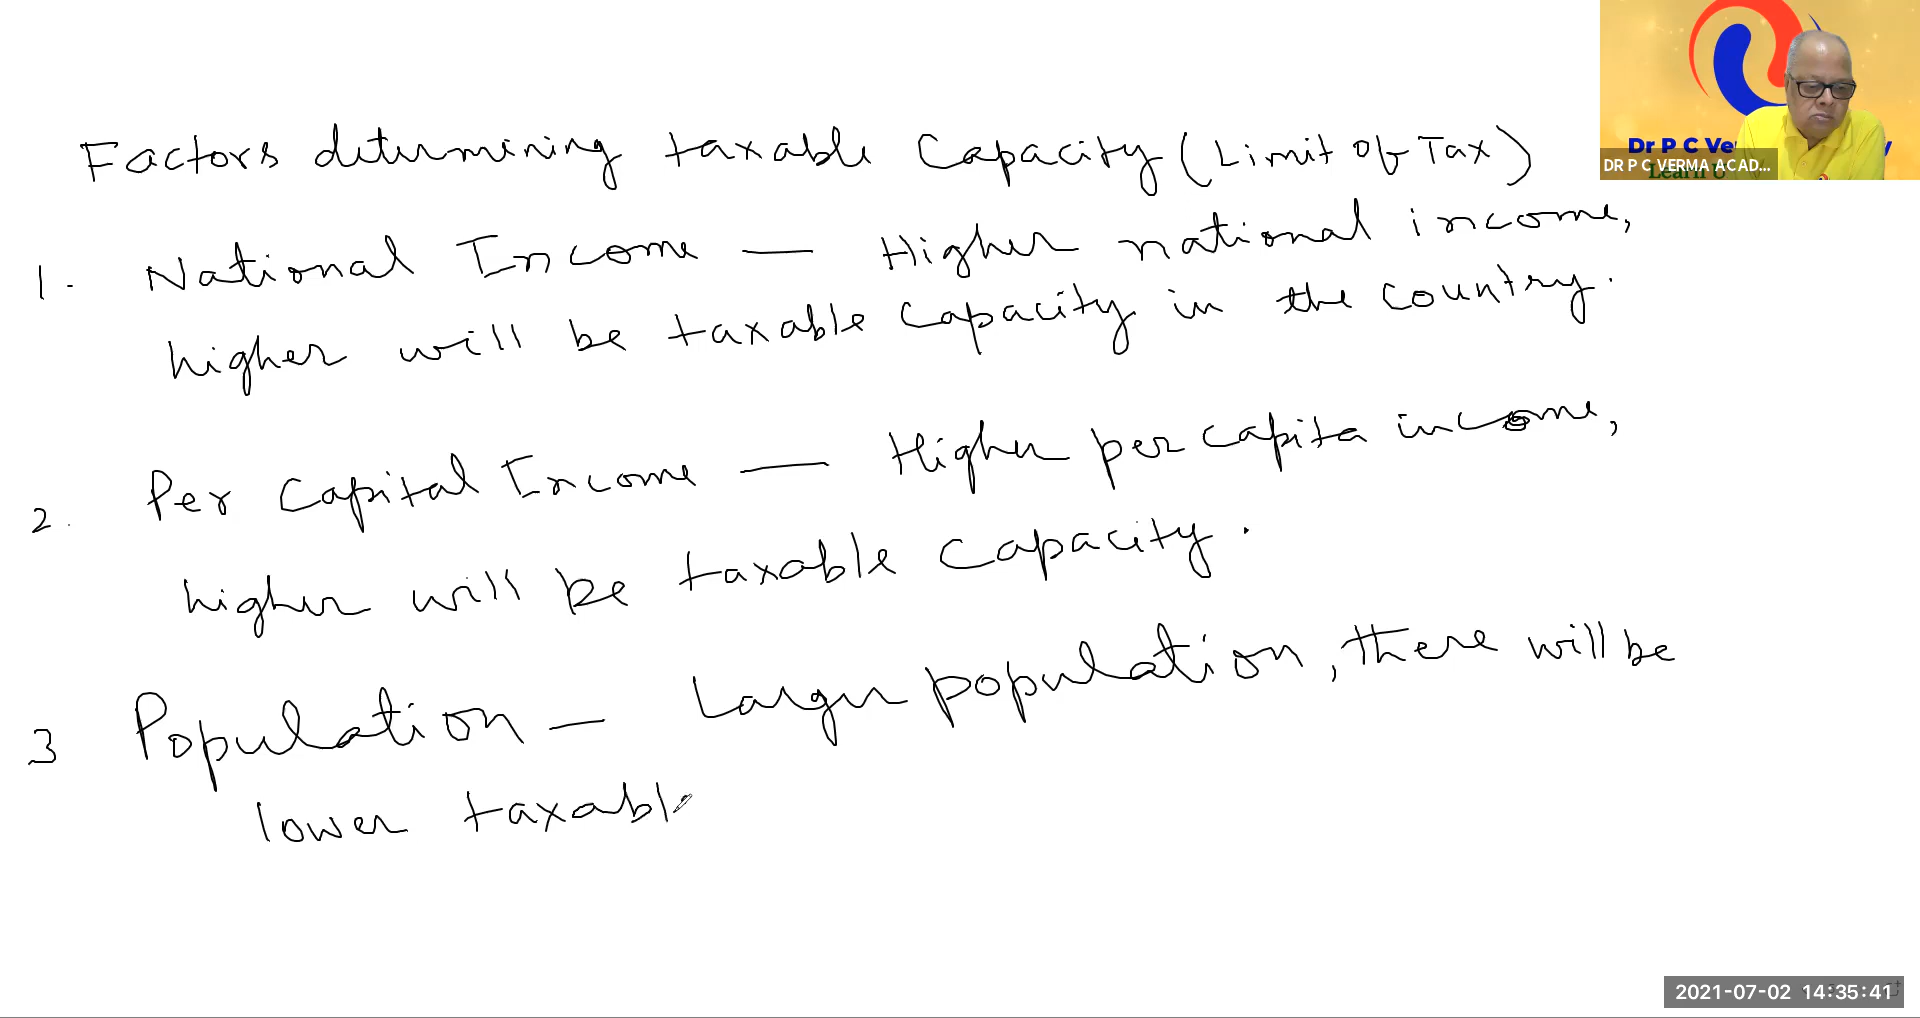 Factors determining taxable Capacity (Limit of Tax)
1. National Income — Higher national income,
higher will be taxable capacity in the country.
2. Per Capital Income — Higher per capita income,
higher will be taxable capacity.
3 Population — Larger population, there will be
lower taxable
Dr P C Ve
y
DR P C VERMA ACAD...
Learn U
2021-07-02 14:35:41